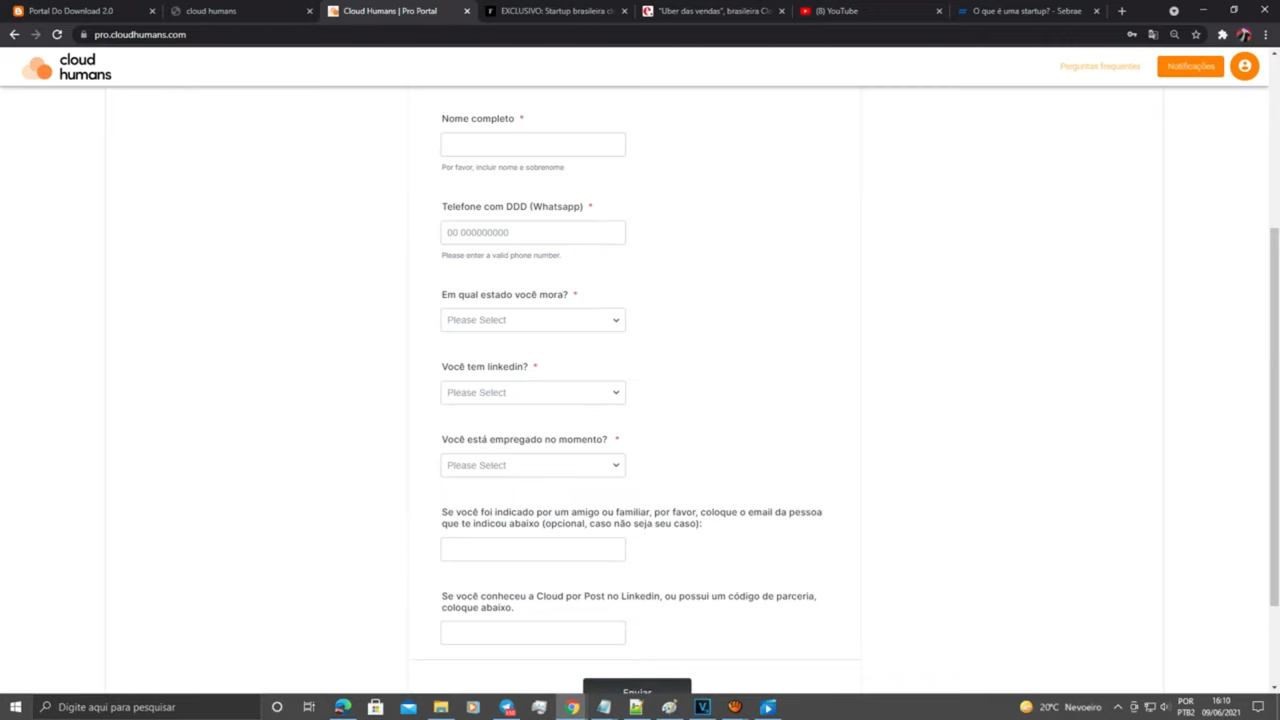 Portal Do Download 2.0
cloud humans
Cloud Humans | Pro Portal
EXCLUSIVO: Startup brasileira cl
"Uber das vendas", brasileira Clo
(8) YouTube
O que é uma startup? - Sebrae
pro.cloudhumans.com
cloud
humans
Perguntas frequentes
Notificações
Nome completo *
Por favor, incluir nome e sobrenome
Telefone com DDD (Whatsapp) *
00 000000000
Please enter a valid phone number.
Em qual estado você mora? *
Please Select
Você tem linkedin? *
Please Select
Você está empregado no momento? *
Please Select
Se você foi indicado por um amigo ou familiar, por favor, coloque o email da pessoa
que te indicou abaixo (opcional, caso não seja seu caso):
Se você conheceu a Cloud por Post no Linkedin, ou possui um código de parceria,
coloque abaixo.
Enviar
Digite aqui para pesquisar
20°C Nevoeiro
POR
PTB2
16:10
09/06/2021